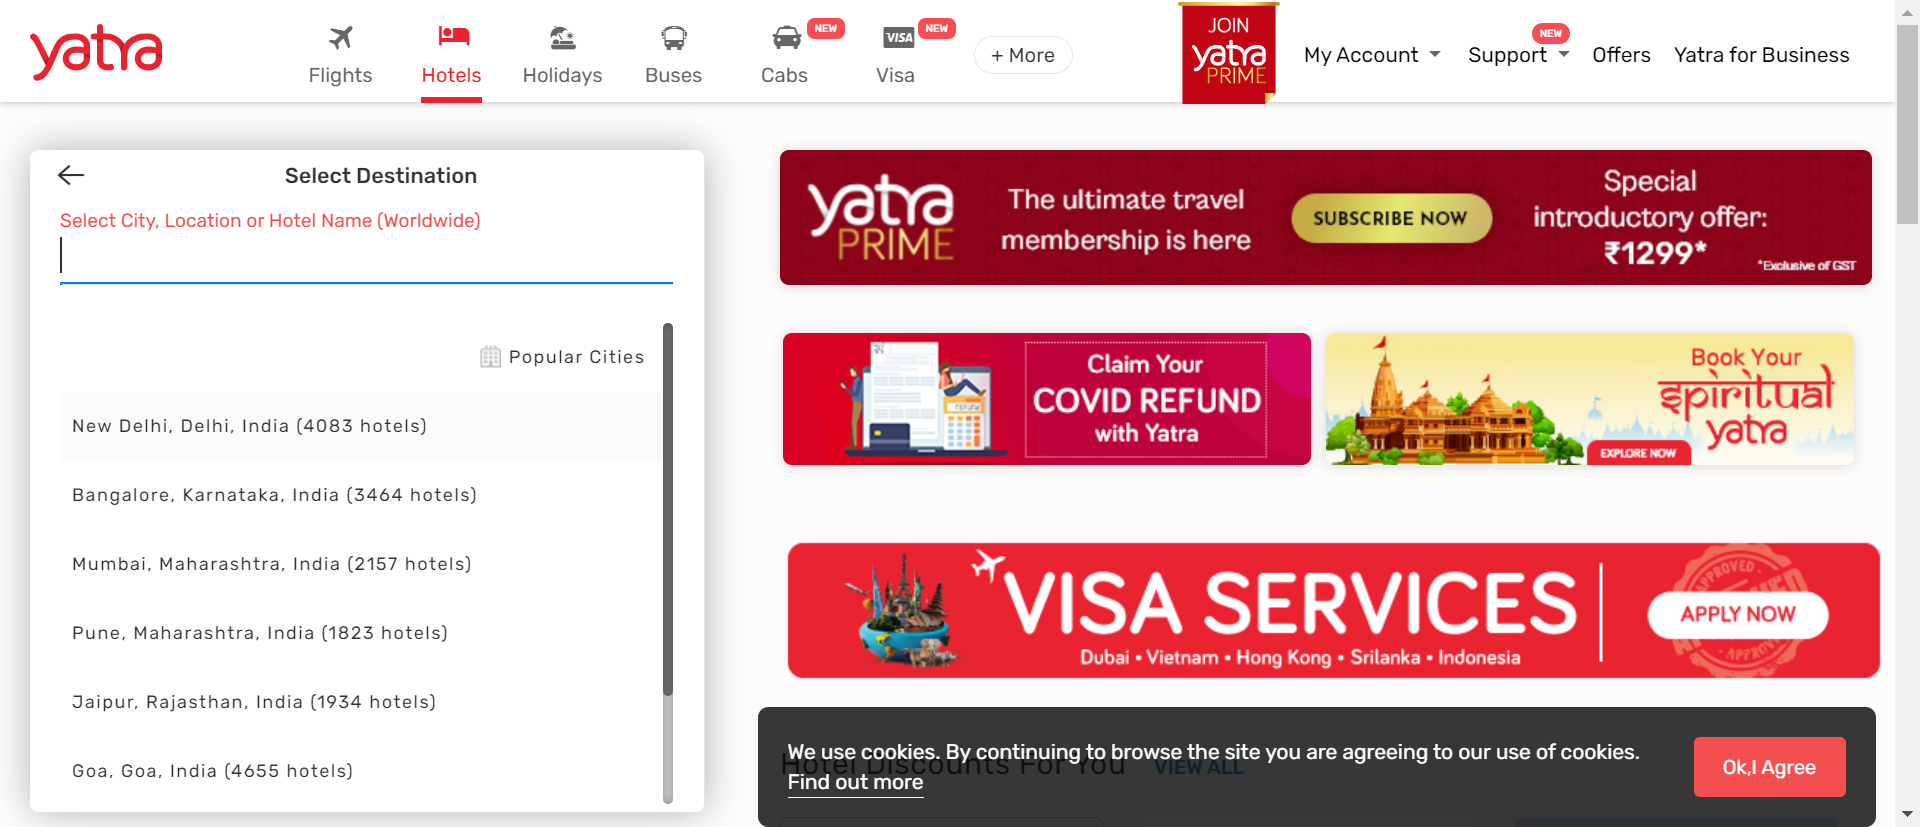 yatra
Flights
Hotels
Holidays
Buses
NEW
Cabs
VISA
NEW
Visa
+ More
JOIN
yatra
PRIME
My Account
NEW
Support
Offers
Yatra for Business
Select Destination
Select City, Location or Hotel Name (Worldwide)
Popular Cities
New Delhi, Delhi, India (4083 hotels)
Bangalore, Karnataka, India (3464 hotels)
Mumbai, Maharashtra, India (2157 hotels)
Pune, Maharashtra, India (1823 hotels)
Jaipur, Rajasthan, India (1934 hotels)
Goa, Goa, India (4655 hotels)
yatra
PRIME
The ultimate travel
membership is here
SUBSCRIBE NOW
Special
introductory offer:
₹1299*
*Exclusive of GST
refund
Claim Your
COVID REFUND
with Yatra
Book Your
spiritual
yatra
EXPLORE NOW
VISA SERVICES
Dubai • Vietnam • Hong Kong • Srilanka • Indonesia
APPROVED
APPLY NOW
APPROVED
Hotel Discounts For You
VIEW ALL
We use cookies. By continuing to browse the site you are agreeing to our use of cookies.
Find out more
Ok,I Agree